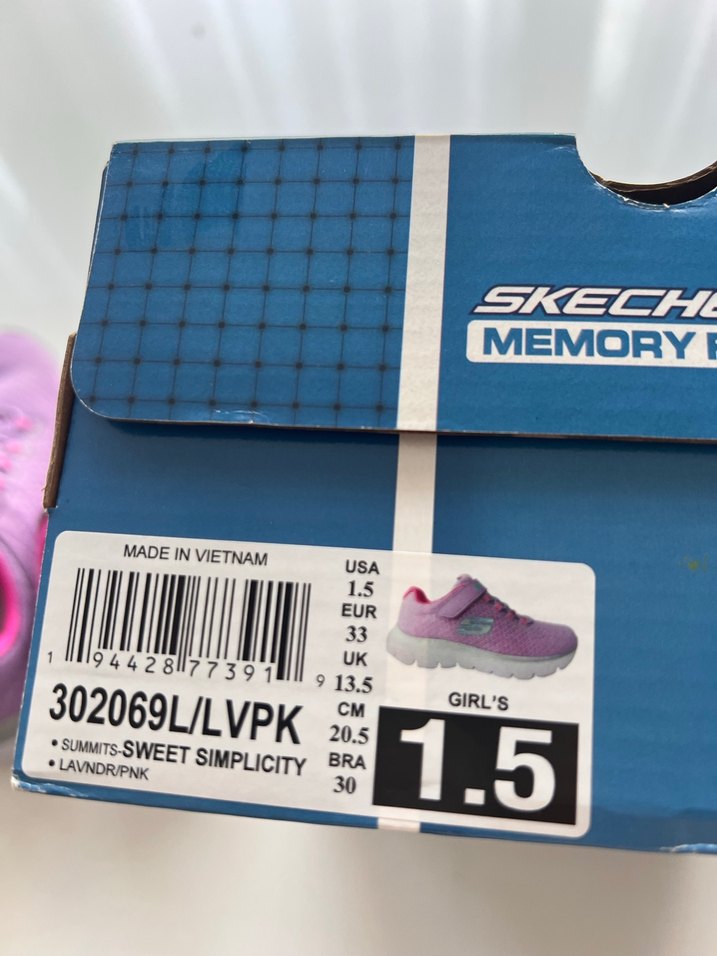 SKECHE
MEMORY
MADE IN VIETNAM
1 94428 77391 9
302069L/LVPK
• SUMMITS-SWEET SIMPLICITY
• LAVNDR/PNK
USA
1.5
EUR
33
UK
13.5
CM
20.5
BRA
30
GIRL'S
1.5